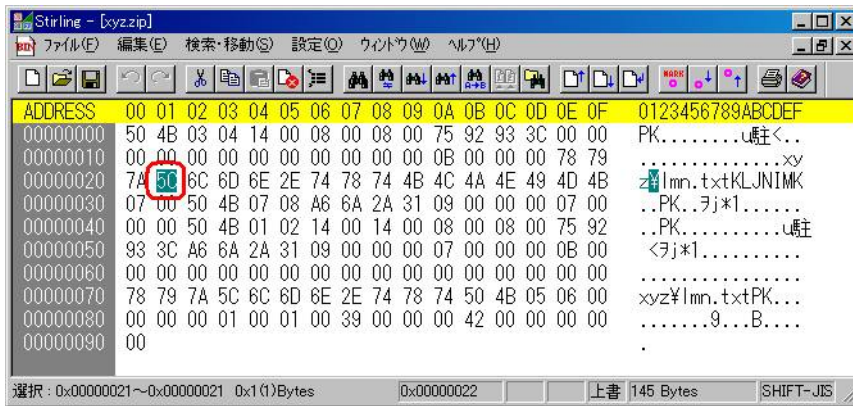 Stirling - [xyz.zip]
ファイル(F) 編集(E) 検索・移動(S) 設定(O) ウィンドウ(W) ヘルプ(H)
ADDRESS 00 01 02 03 04 05 06 07 08 09 0A 0B 0C 0D 0E 0F 0123456789ABCDEF
00000000 50 4B 03 04 14 00 08 00 08 00 75 92 93 3C 00 00 PK........u駐<..
00000010 00 00 00 00 00 00 00 00 00 00 0B 00 00 00 78 79 ..............xy
00000020 7A 5C 6C 6D 6E 2E 74 78 74 4B 4C 4A 4E 49 4D 4B z¥lmn.txtKLJNIMK
00000030 07 00 50 4B 07 08 A6 6A 2A 31 09 00 00 00 07 00 ..PK..ヲj*1......
00000040 00 00 50 4B 01 02 14 00 14 00 08 00 08 00 75 92 ..PK..........u駐
00000050 93 3C A6 6A 2A 31 09 00 00 00 07 00 00 00 0B 00 <ヲj*1..........
00000060 00 00 00 00 00 00 00 00 00 00 00 00 00 00 00 00 ................
00000070 78 79 7A 5C 6C 6D 6E 2E 74 78 74 50 4B 05 06 00 xyz¥lmn.txtPK...
00000080 00 00 00 01 00 01 00 39 00 00 00 42 00 00 00 00 .......9...B....
00000090 00 .
選択 : 0x00000021～0x00000021 0x1(1)Bytes 0x00000022 上書 145 Bytes SHIFT-JIS